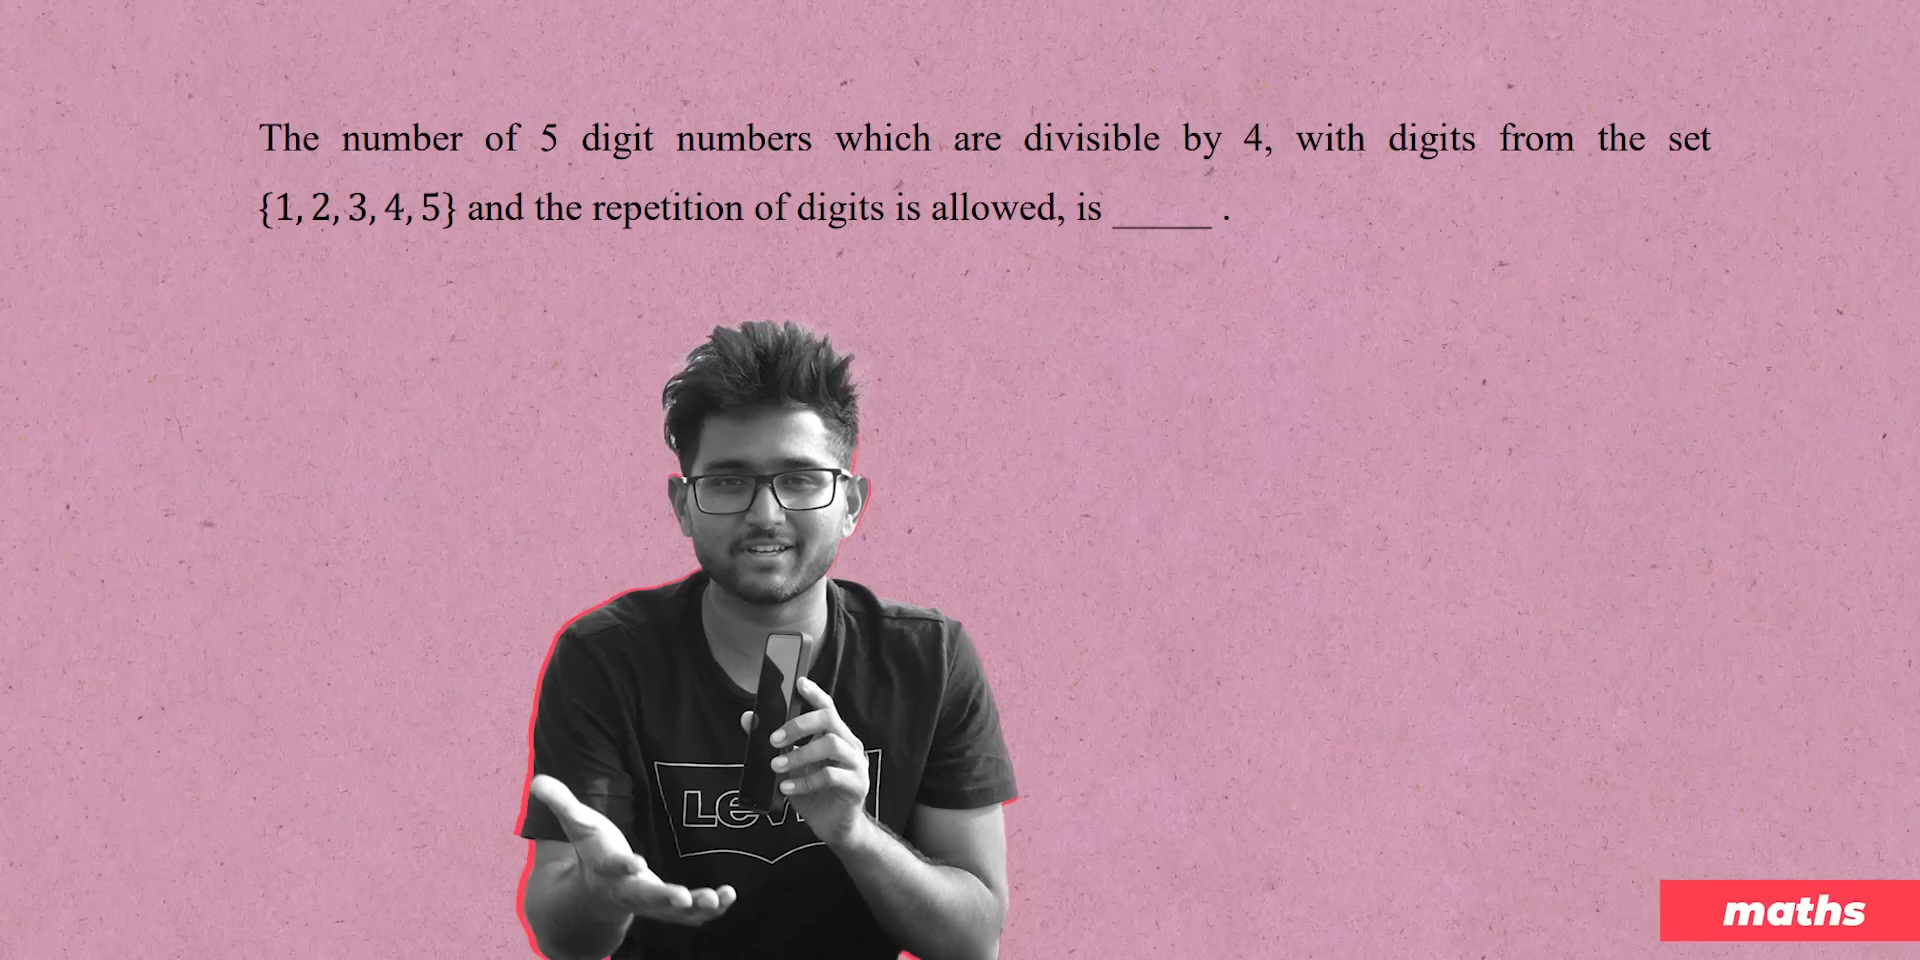 The number of 5 digit numbers which are divisible by 4, with digits from the set
{1, 2, 3, 4, 5} and the repetition of digits is allowed, is _____ .
maths